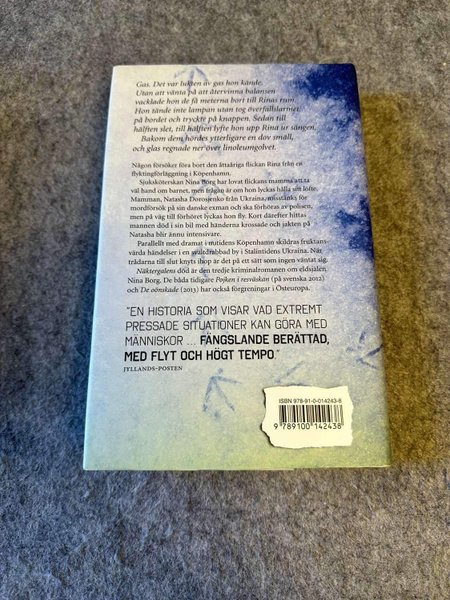 Gas. Det var lukten av gas hon kände.
Utan att vänta på att återvinna balansen
vacklade hon de få meterna bort till Rinas rum
Hon tände inte lampan utan tog överfallslarmet
på bordet och tryckte på knappen. Sedan till
hälften slet, till hälften lyfte hon upp Rina ur sängen.
Bakom dem hördes ytterligare en dov small,
och glas regnade ner över linoleumgolvet.
Någon försöker föra bort den åttaåriga flickan Rina från en
flyktingförläggning i Köpenhamn.
Sjuksköterskan Nina Borg har lovat flickans mamma att ta
väl hand om barnet, men frågan är om hon lyckas hålla sin löfte.
Mamman, Natasha Dorosjenko från Ukraina, misstänks för
mordförsök på sin danske exman och ska förhöras av polisen,
men på väg till förhöret lyckas hon fly. Kort därefter hittas
mannen död i sin bil med händerna krossade och jakten på
Natasha blir ännu intensivare.
Parallellt med dramat i nutidens Köpenhamn skildras fruktans-
värda händelser i en svältdrabbad by i Stalintidens Ukraina. När
trådarna till slut knyts ihop är det på ett sätt som ingen väntat sig.
Näktergalens död är den tredje kriminalromanen om eldsjälen
Nina Borg. De båda tidigare Pojken i resväskan (på svenska 2012)
och De oönskade (2013) har också förgreningar i Östeuropa.
"EN HISTORIA SOM VISAR VAD EXTREMT
PRESSADE SITUATIONER KAN GÖRA MED
MÄNNISKOR ... FÄNGSLANDE BERÄTTAD,
MED FLYT OCH HÖGT TEMPO."
JYLLANDS-POSTEN
ISBN 978-91-0-014243-8
9 789100 142438